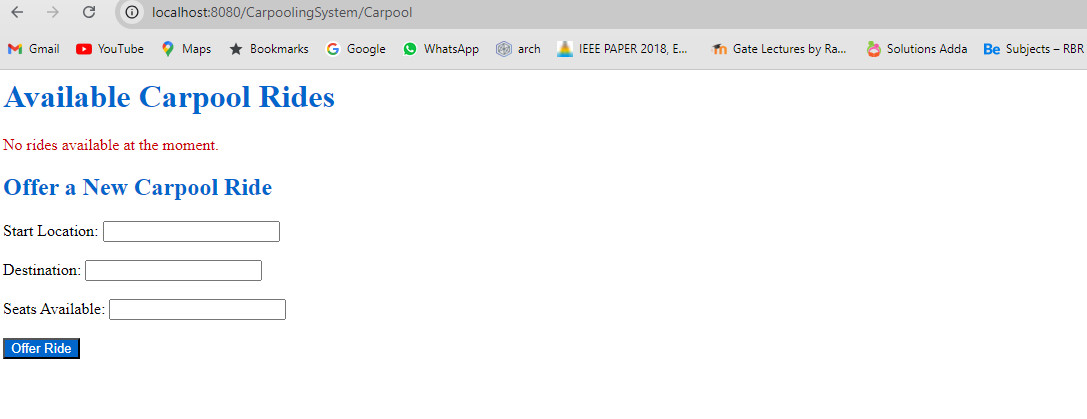 localhost:8080/CarpoolingSystem/Carpool
Gmail YouTube Maps Bookmarks Google WhatsApp arch IEEE PAPER 2018, E... Gate Lectures by Ra... Solutions Adda Be Subjects – RBR
Available Carpool Rides
No rides available at the moment.
Offer a New Carpool Ride
Start Location:
Destination:
Seats Available:
Offer Ride